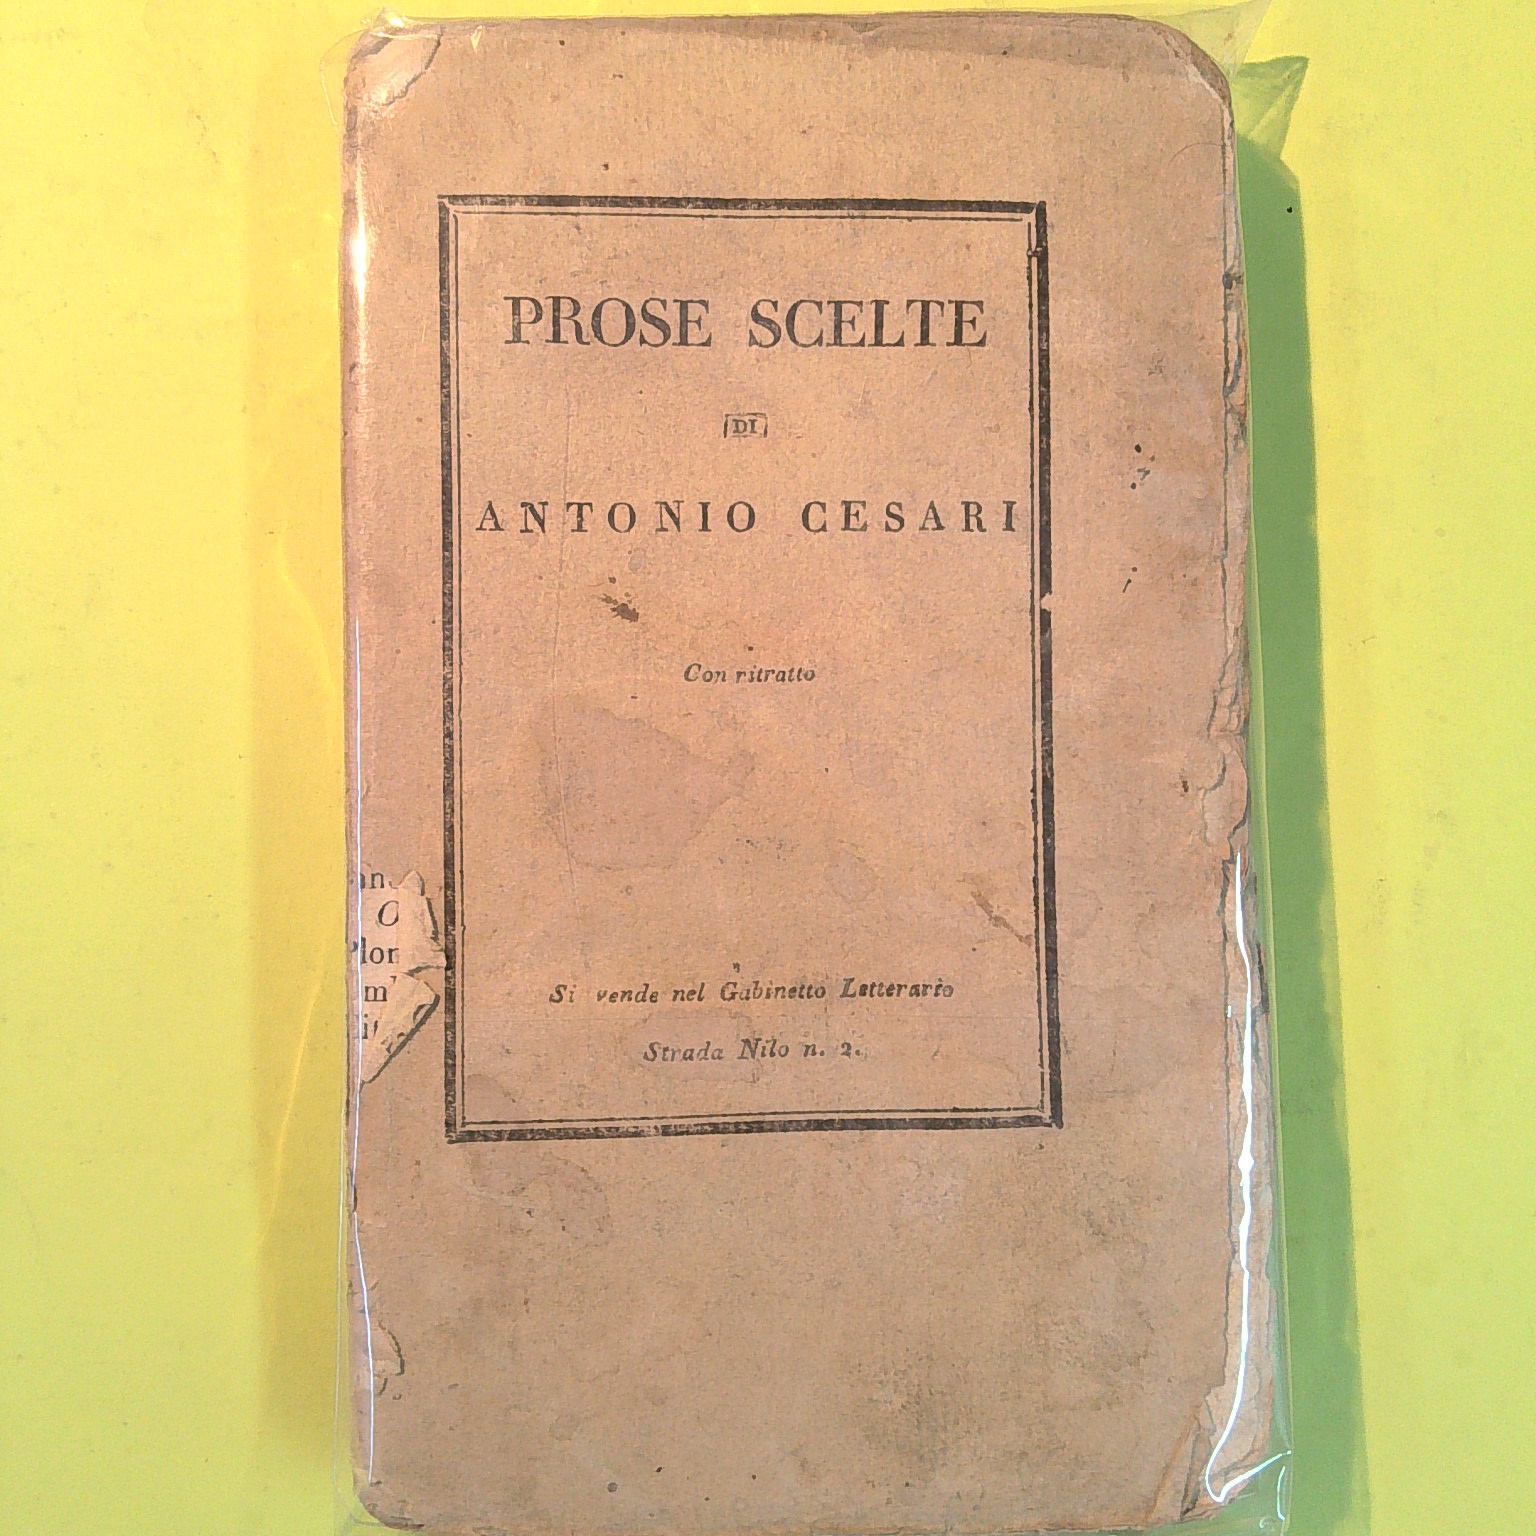 PROSE SCELTE
DI
ANTONIO CESARI
Con ritratto
Si vende nel Gabinetto Letterario
Strada Nilo n. 2.